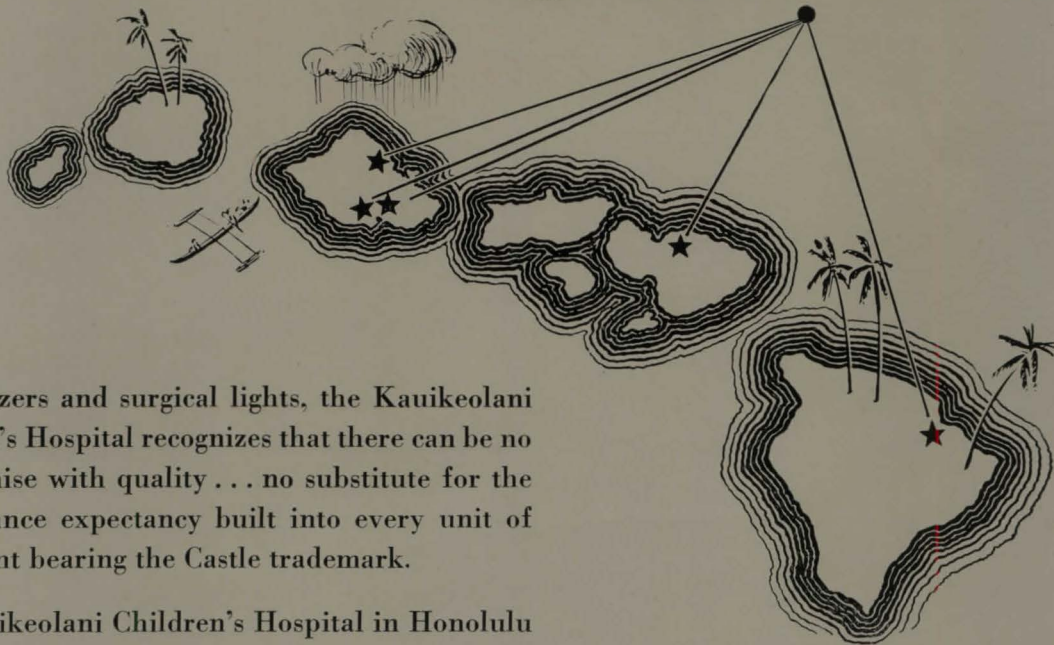 zers and surgical lights, the Kauikeolani
's Hospital recognizes that there can be no
ise with quality . . . no substitute for the
nce expectancy built into every unit of
nt bearing the Castle trademark.
ikeolani Children's Hospital in Honolulu